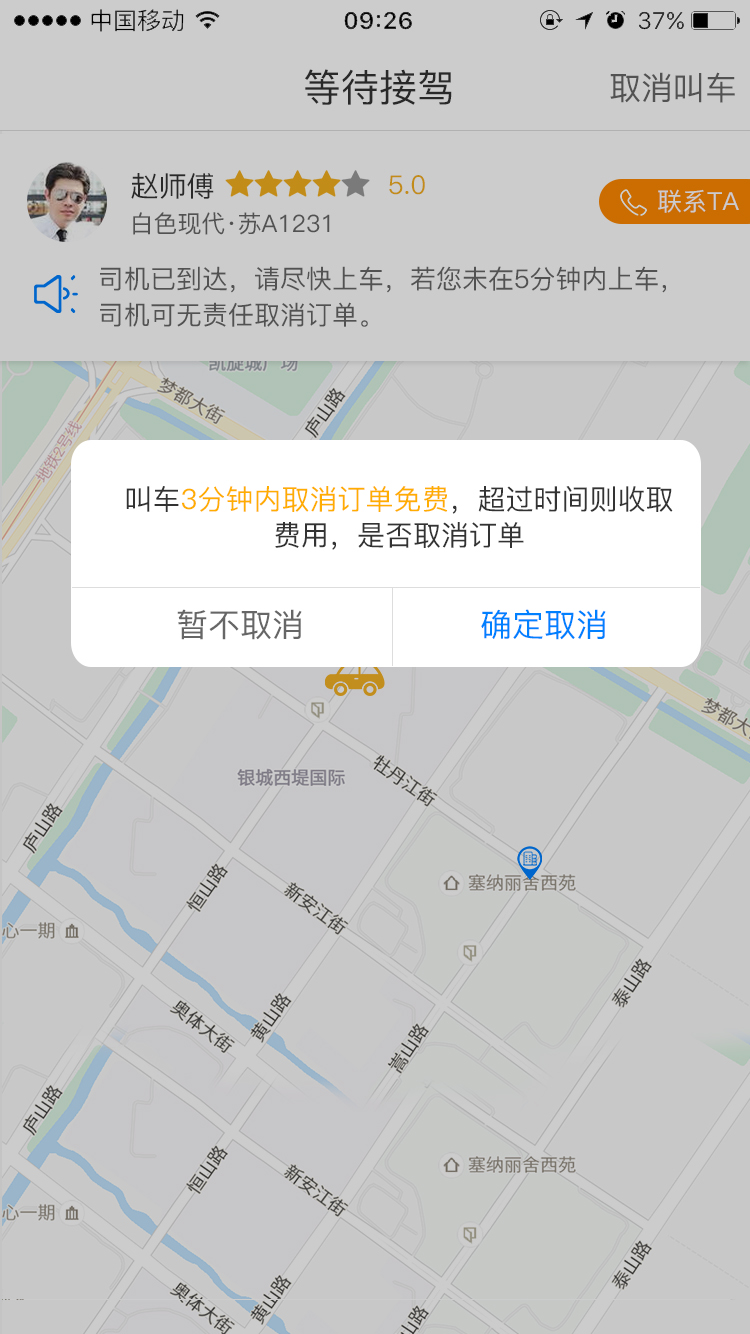 中国移动 09:26 37%
等待接驾 取消叫车
赵师傅 5.0
白色现代·苏A1231
联系TA
司机已到达，请尽快上车，若您未在5分钟内上车，
司机可无责任取消订单。
凯旋城广场
梦都大街
庐山路
地铁2号线
叫车3分钟内取消订单免费，超过时间则收取
费用，是否取消订单
暂不取消 确定取消
梦都大
银城西堤国际
牡丹江街
庐山路
塞纳丽舍西苑
恒山路
新安江街
心一期
泰山路
奥体大街
黄山路
嵩山路
庐山路
恒山路
塞纳丽舍西苑
新安江街
心一期
泰山路
奥体大街
黄山路
山路